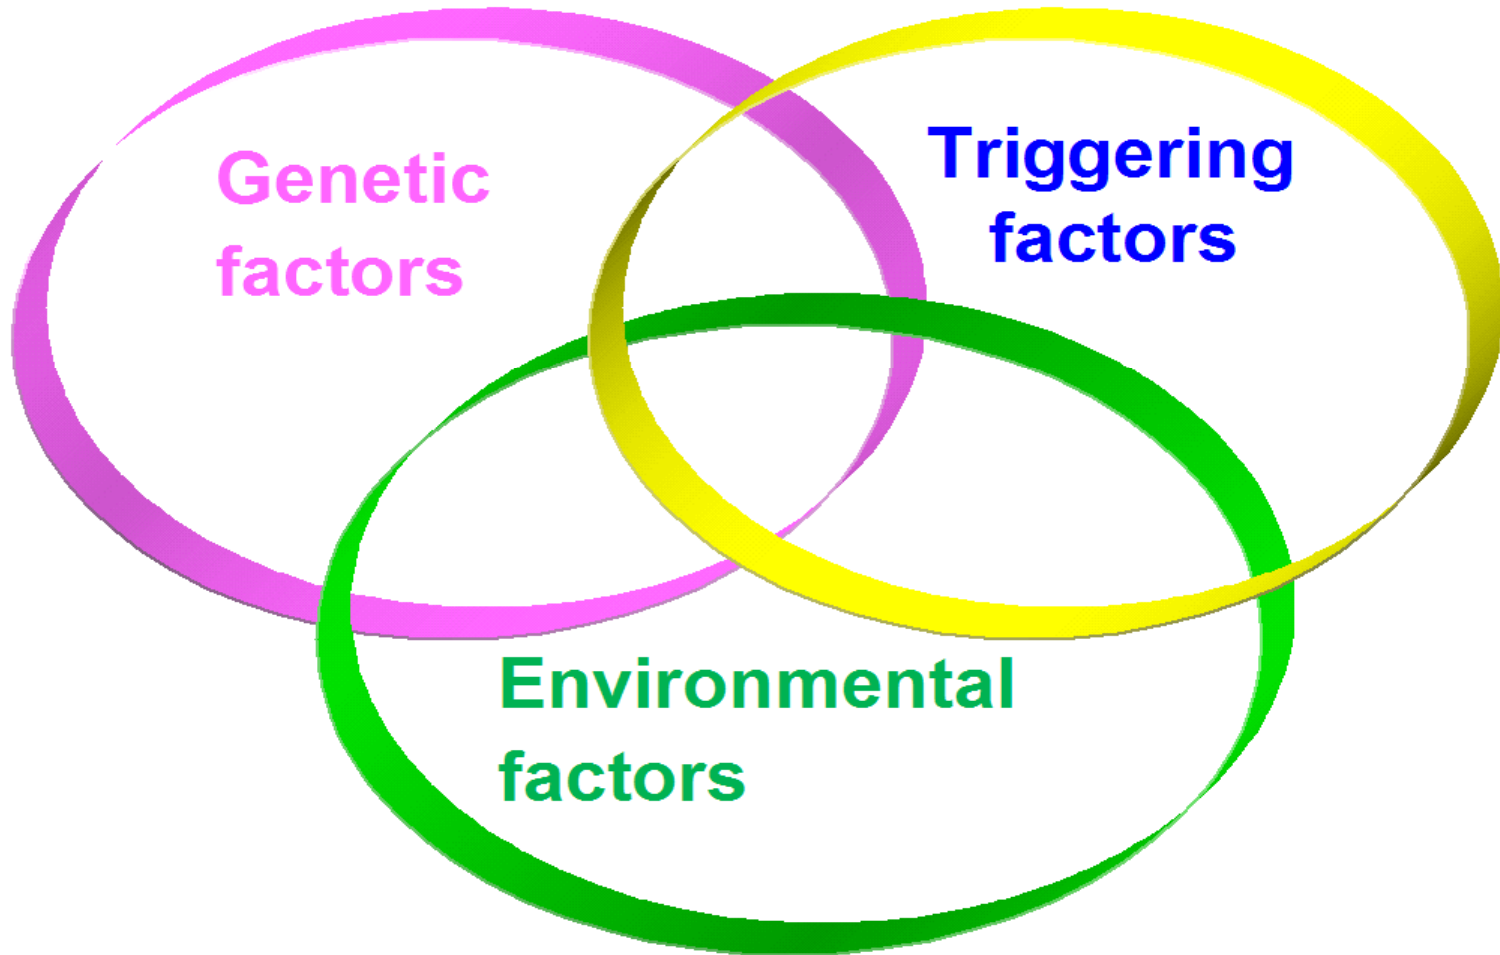 Genetic
factors
Triggering
factors
Environmental
factors